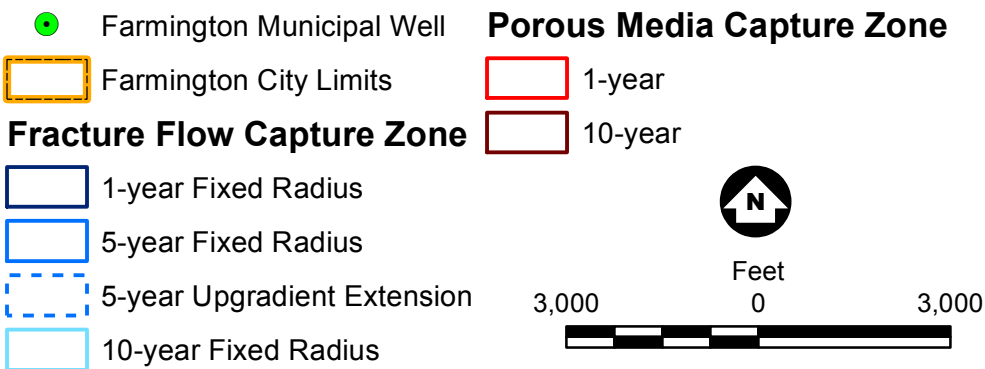 Farmington Municipal Well
Farmington City Limits
Fracture Flow Capture Zone
1-year Fixed Radius
5-year Fixed Radius
5-year Upgradient Extension
10-year Fixed Radius
Porous Media Capture Zone
1-year
10-year
N
Feet
3,000 0 3,000